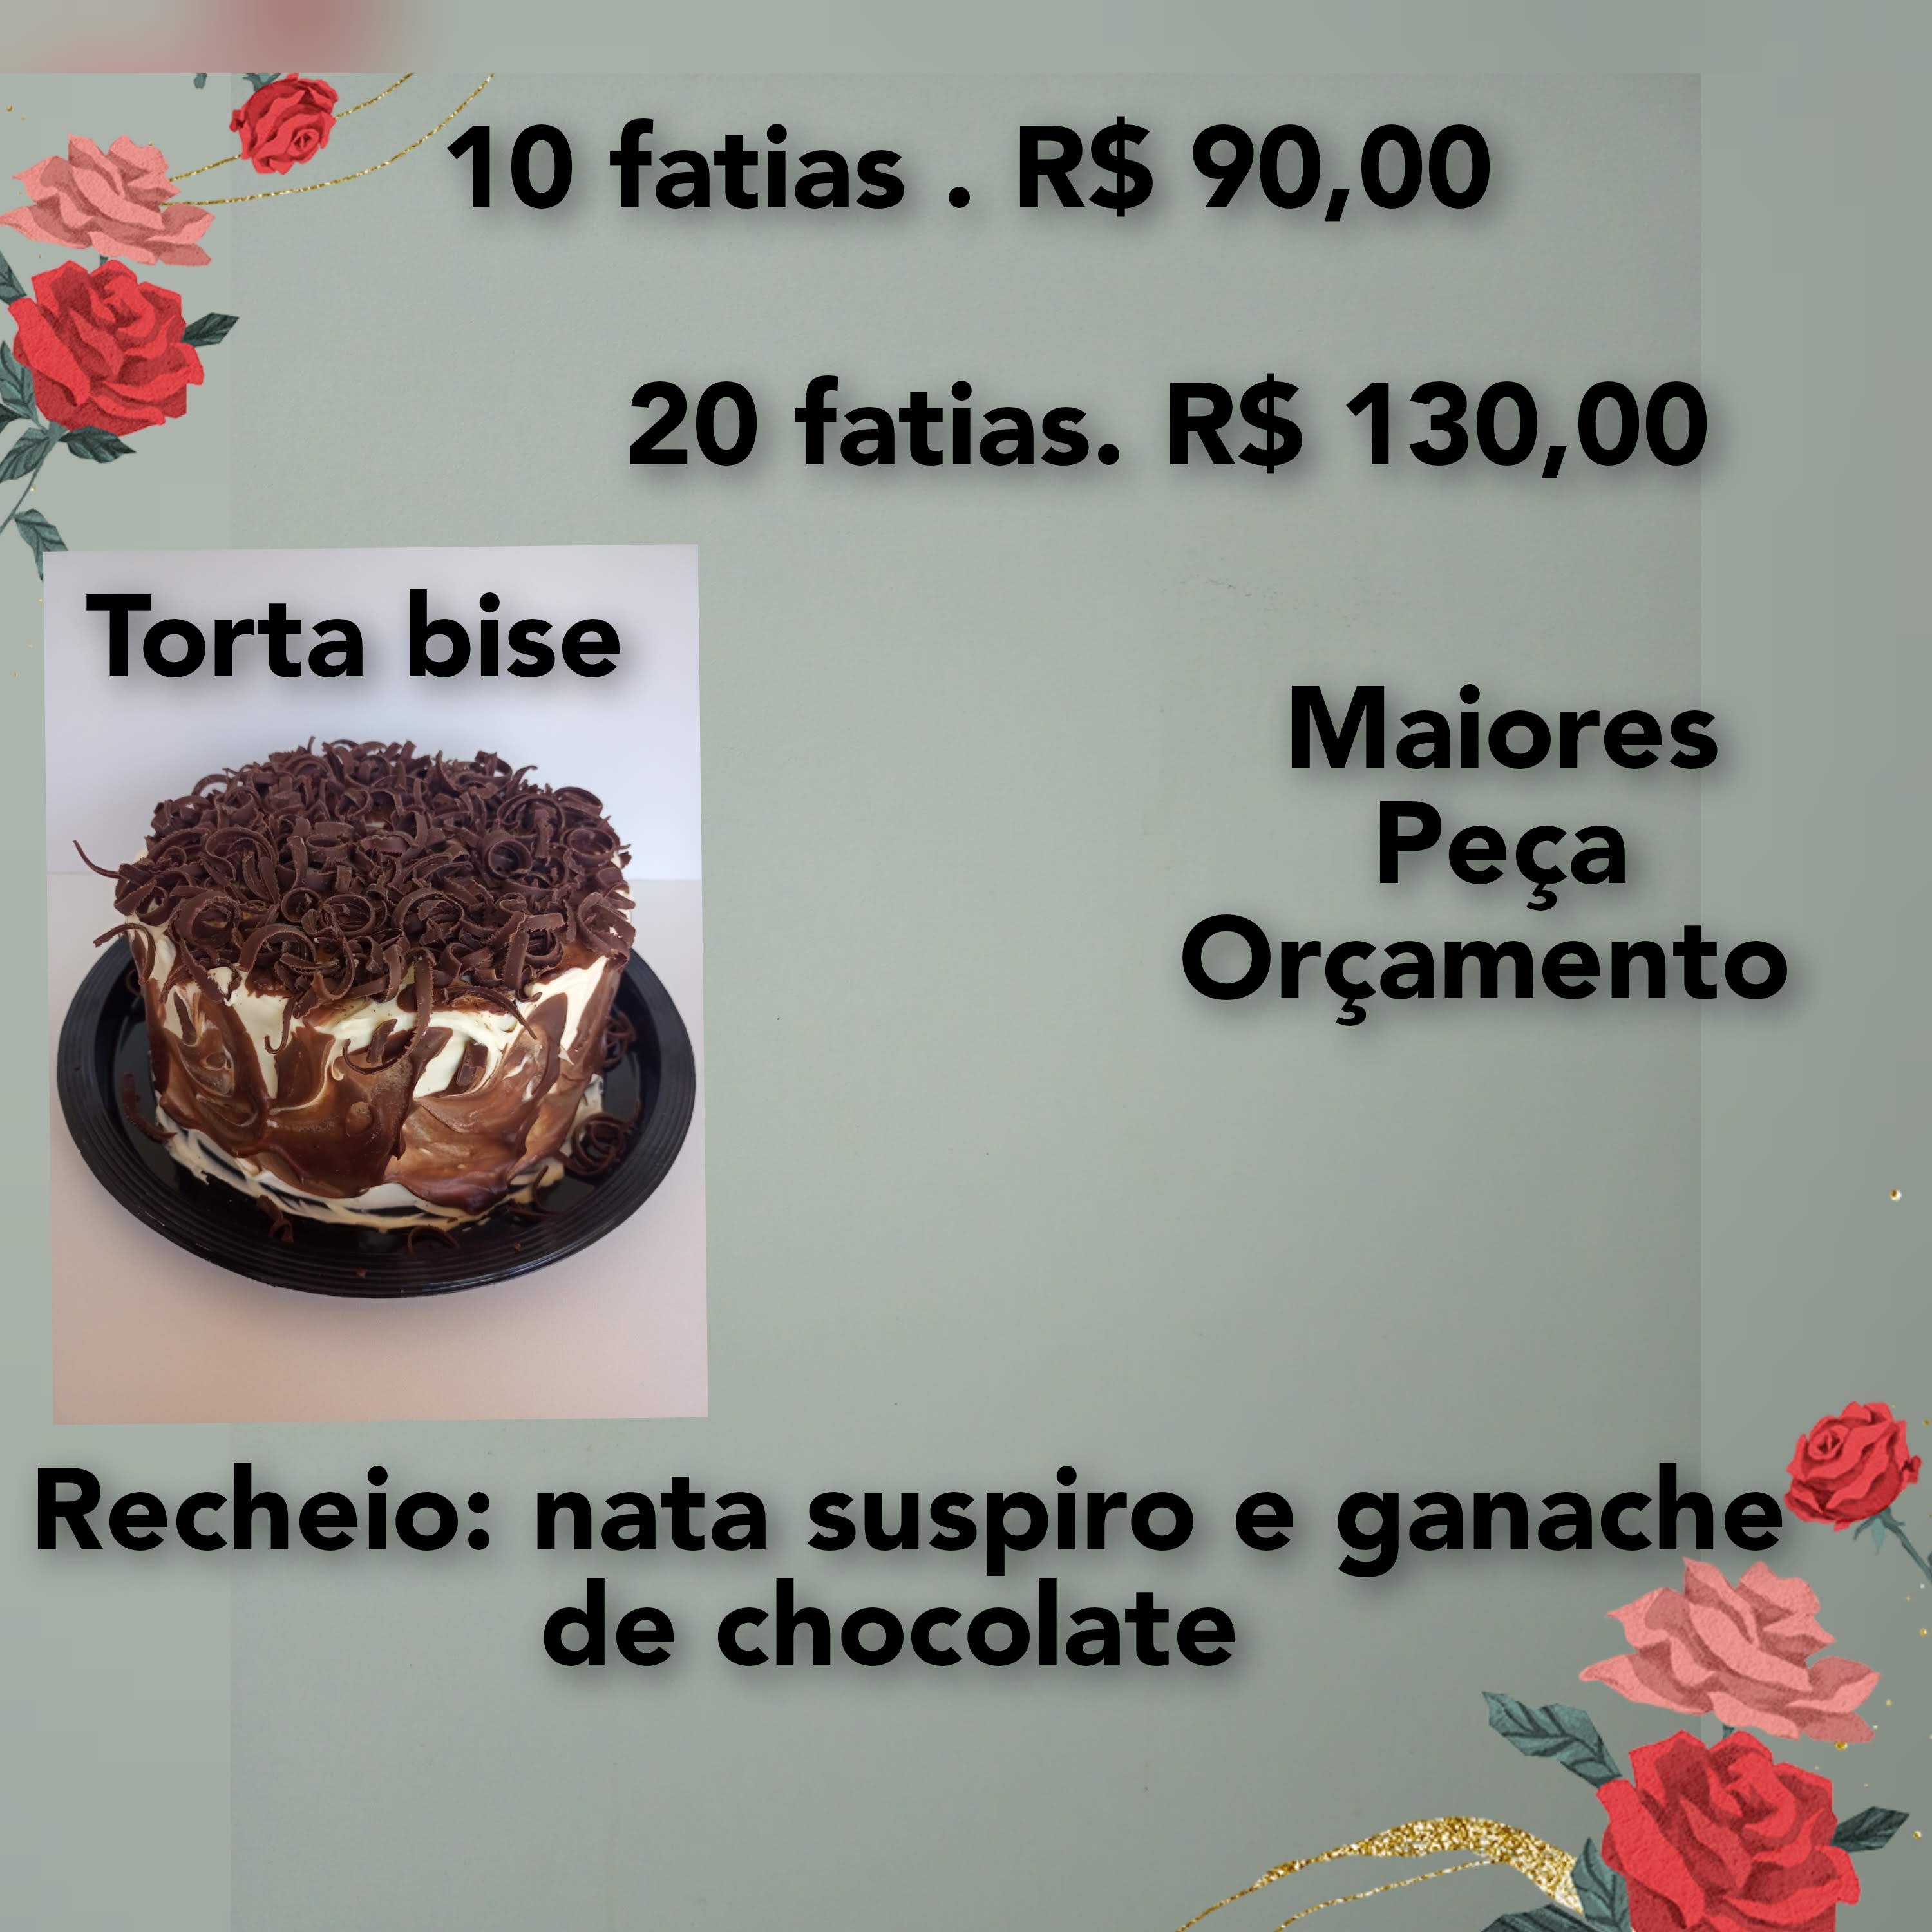 10 fatias . R$ 90,00
20 fatias. R$ 130,00
Torta bise
Maiores
Peça
Orçamento
Recheio: nata suspiro e ganache
de chocolate